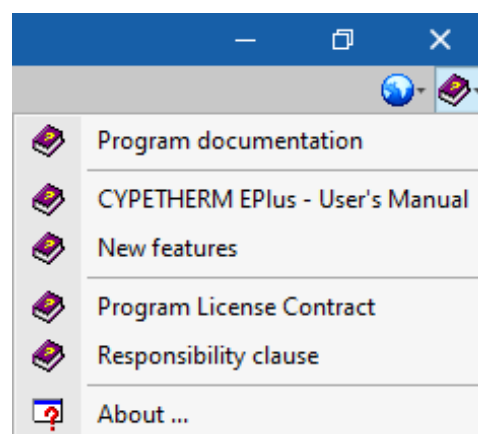 Program documentation
CYPETHERM EPlus - User's Manual
New features
Program License Contract
Responsibility clause
About ...